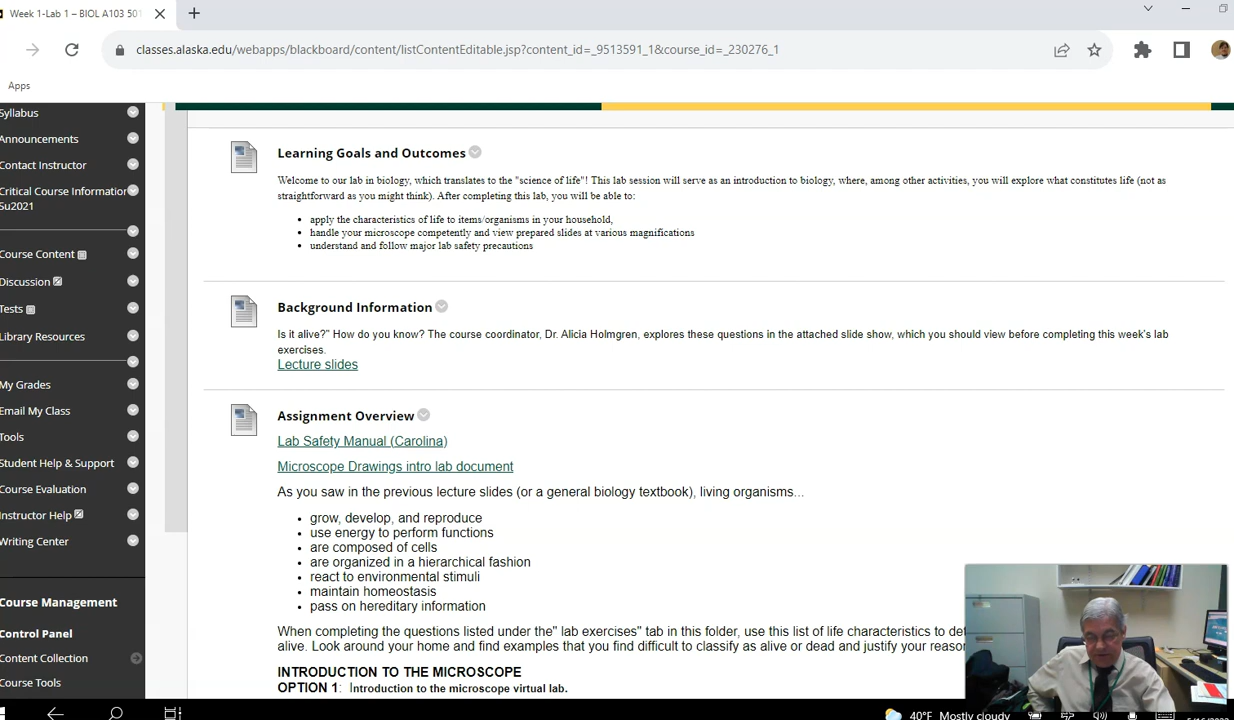 Week 1-Lab 1 – BIOL A103 501
classes.alaska.edu/webapps/blackboard/content/listContentEditable.jsp?content_id=_9513591_1&course_id=_230276_1
Apps
Syllabus
Announcements
Contact Instructor
Critical Course Information
Su2021
Course Content
Discussion
Tests
Library Resources
My Grades
Email My Class
Tools
Student Help & Support
Course Evaluation
Instructor Help
Writing Center
Course Management
Control Panel
Content Collection
Course Tools
Learning Goals and Outcomes
Welcome to our lab in biology, which translates to the "science of life"! This lab session will serve as an introduction to biology, where, among other activities, you will explore what constitutes life (not as
straightforward as you might think). After completing this lab, you will be able to:
• apply the characteristics of life to items/organisms in your household,
• handle your microscope competently and view prepared slides at various magnifications
• understand and follow major lab safety precautions
Background Information
Is it alive?" How do you know? The course coordinator, Dr. Alicia Holmgren, explores these questions in the attached slide show, which you should view before completing this week's lab
exercises.
Lecture slides
Assignment Overview
Lab Safety Manual (Carolina)
Microscope Drawings intro lab document
As you saw in the previous lecture slides (or a general biology textbook), living organisms...
• grow, develop, and reproduce
• use energy to perform functions
• are composed of cells
• are organized in a hierarchical fashion
• react to environmental stimuli
• maintain homeostasis
• pass on hereditary information
When completing the questions listed under the" lab exercises" tab in this folder, use this list of life characteristics to
alive. Look around your home and find examples that you find difficult to classify as alive or dead and justify your
INTRODUCTION TO THE MICROSCOPE
OPTION 1: Introduction to the microscope virtual lab.
40°F Mostly cloudy